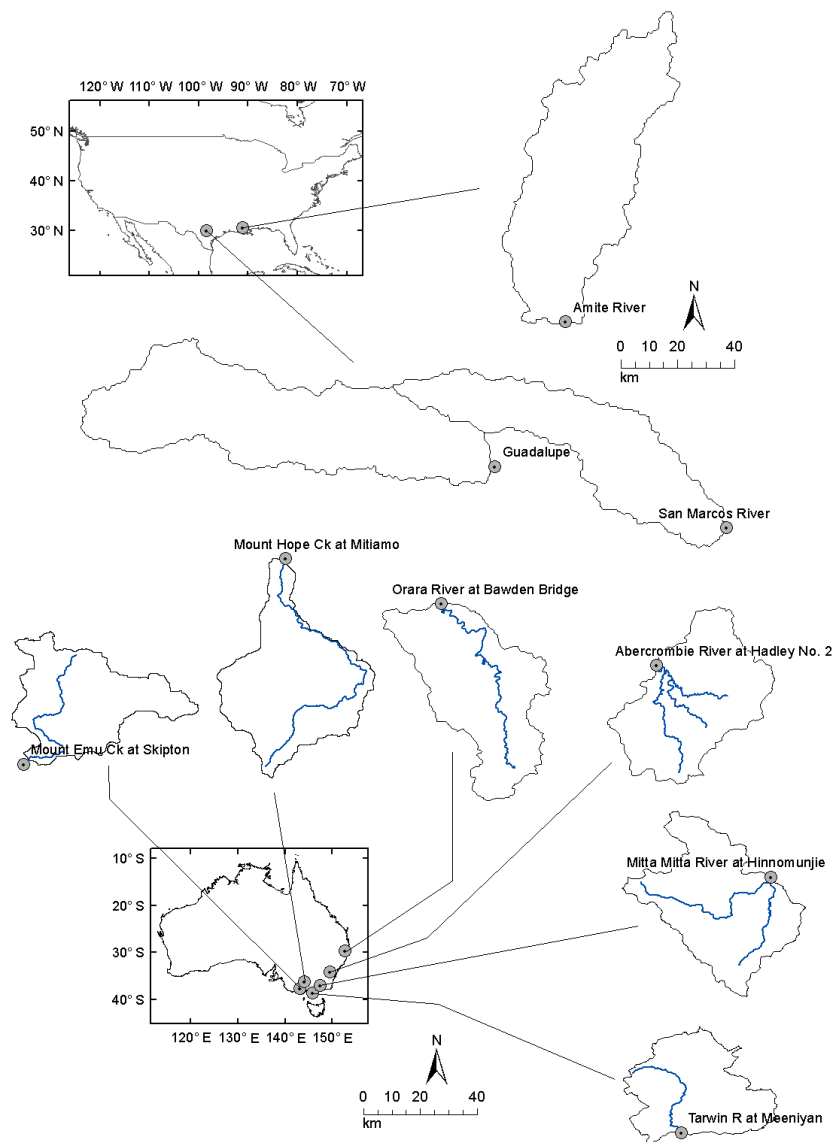 120° W 100° W 90° W 80° W 70° W
50° N
40° N
30° N
Amite River
N
0 10 20 40
km
Guadalupe
San Marcos River
Mount Hope Ck at Mitiamo
Orara River at Bawden Bridge
Abercrombie River at Hadley No. 2
Mount Emu Ck at Skipton
Mitta Mitta River at Hinnomunjie
10° S
20° S
30° S
40° S
120° E 130° E 140° E 150° E
N
0 10 20 40
km
Tarwin R at Meeniyan